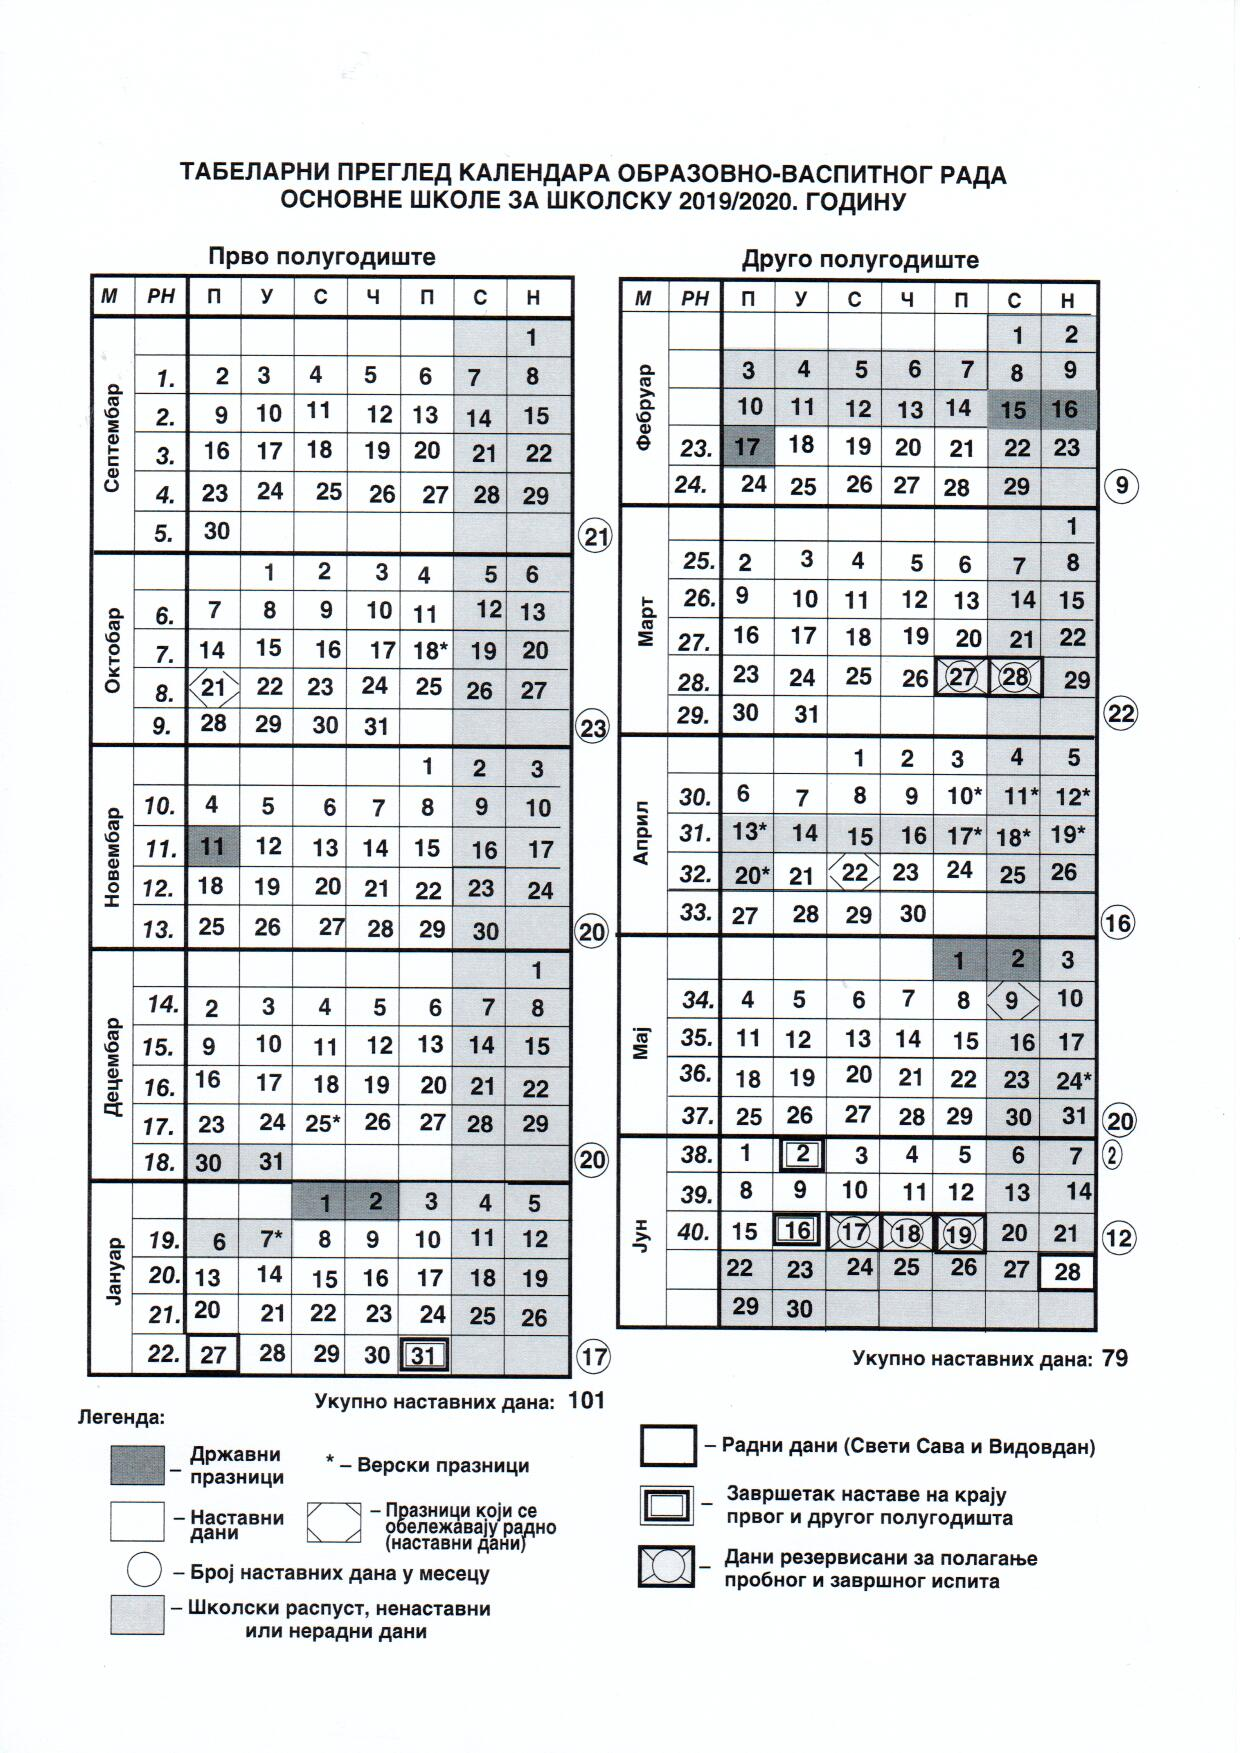 ТАБЕЛАРНИ ПРЕГЛЕД КАЛЕНДАРА ОБРАЗОВНО-ВАСПИТНОГ РАДА
ОСНОВНЕ ШКОЛЕ ЗА ШКОЛСКУ 2019/2020. ГОДИНУ
Прво полугодиште
М РН П У С Ч П С Н
Септембар
1
1. 2 3 4 5 6 7 8
2. 9 10 11 12 13 14 15
3. 16 17 18 19 20 21 22
4. 23 24 25 26 27 28 29
5. 30
21
Октобар
1 2 3 4 5 6
6. 7 8 9 10 11 12 13
7. 14 15 16 17 18* 19 20
8. 21 22 23 24 25 26 27
9. 28 29 30 31
23
Новембар
1 2 3
10. 4 5 6 7 8 9 10
11. 11 12 13 14 15 16 17
12. 18 19 20 21 22 23 24
13. 25 26 27 28 29 30
20
Децембар
1
14. 2 3 4 5 6 7 8
15. 9 10 11 12 13 14 15
16. 16 17 18 19 20 21 22
17. 23 24 25* 26 27 28 29
18. 30 31
20
Јануар
1 2 3 4 5
19. 6 7* 8 9 10 11 12
20. 13 14 15 16 17 18 19
21. 20 21 22 23 24 25 26
22. 27 28 29 30 31
17
Укупно наставних дана: 101
Друго полугодиште
М РН П У С Ч П С Н
Фебруар
1 2
3 4 5 6 7 8 9
10 11 12 13 14 15 16
23. 17 18 19 20 21 22 23
24. 24 25 26 27 28 29
9
Март
1
25. 2 3 4 5 6 7 8
26. 9 10 11 12 13 14 15
27. 16 17 18 19 20 21 22
28. 23 24 25 26 27 28 29
29. 30 31
22
Април
1 2 3 4 5
30. 6 7 8 9 10* 11* 12*
31. 13* 14 15 16 17* 18* 19*
32. 20* 21 22 23 24 25 26
33. 27 28 29 30
16
Мај
1 2 3
34. 4 5 6 7 8 9 10
35. 11 12 13 14 15 16 17
36. 18 19 20 21 22 23 24*
37. 25 26 27 28 29 30 31
20
Јун
38. 1 2 3 4 5 6 7
2
39. 8 9 10 11 12 13 14
40. 15 16 17 18 19 20 21
12
22 23 24 25 26 27 28
29 30
Укупно наставних дана: 79
Легенда:
– Државни
празници
* – Верски празници
– Наставни
дани
– Празници који се
обележавају радно
(наставни дани)
– Број наставних дана у месецу
– Школски распуст, ненаставни
или нерадни дани
– Радни дани (Свети Сава и Видовдан)
– Завршетак наставе на крају
првог и другог полугодишта
– Дани резервисани за полагање
пробног и завршног испита